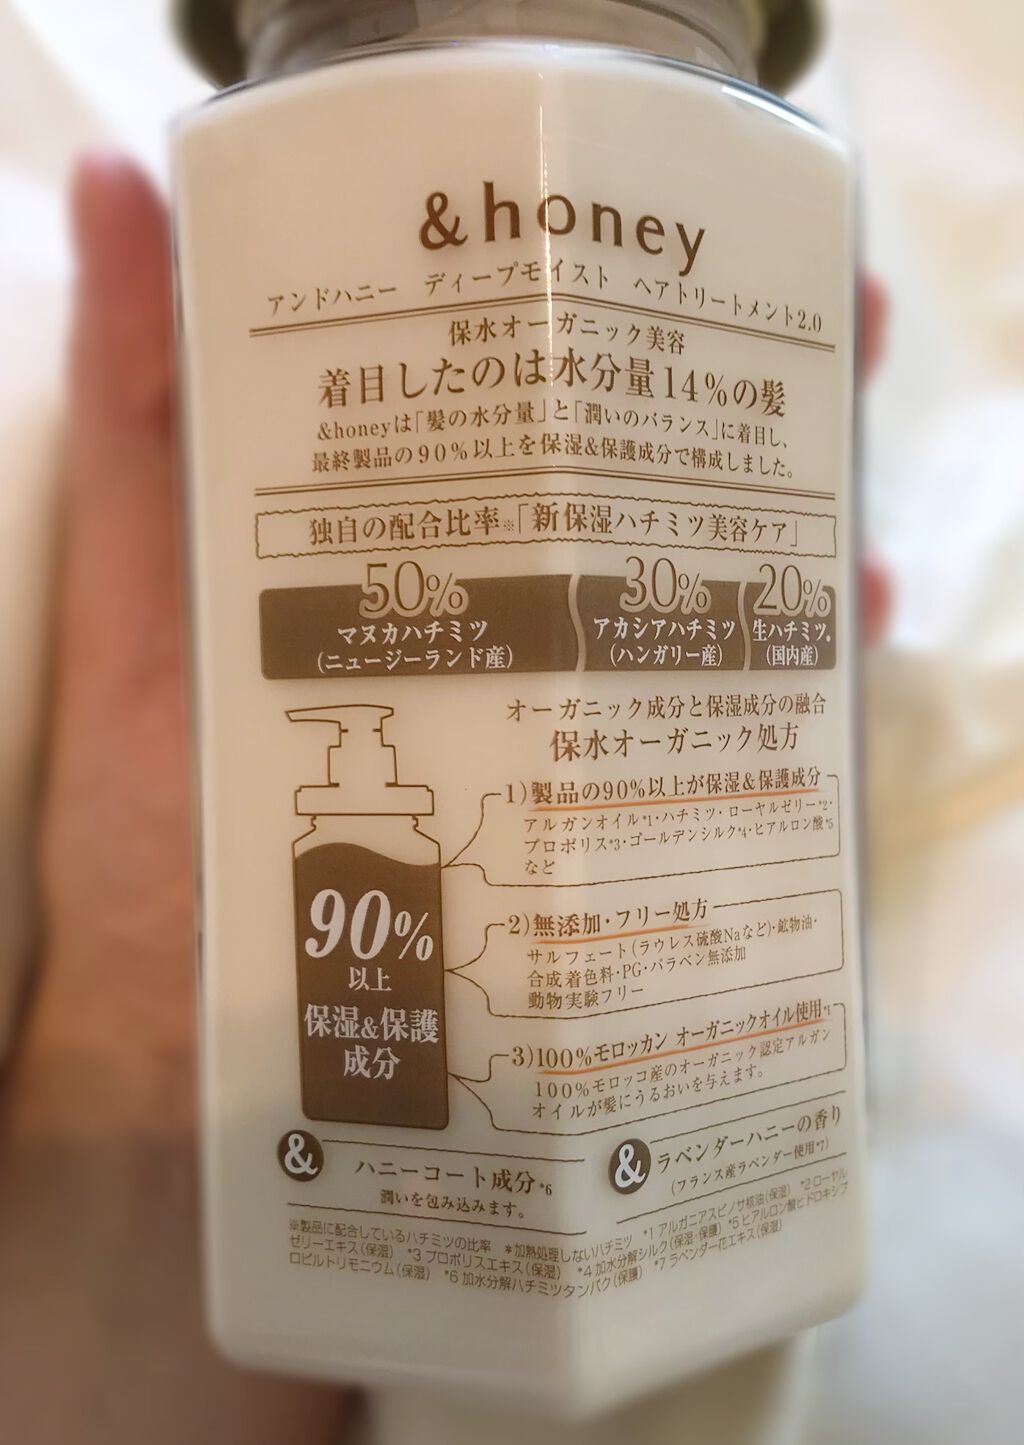 &honey
アンドハニー　ディープモイスト　ヘアトリートメント2.0
保水オーガニック美容
着目したのは水分量14%の髪
&honeyは「髪の水分量」と「潤いのバランス」に着目し、
最終製品の90%以上を保湿&保護成分で構成しました。
独自の配合比率※「新保湿ハチミツ美容ケア」
50% 30% 20%
マヌカハチミツ アカシアハチミツ 生ハチミツ*
(ニュージーランド産) (ハンガリー産) (国内産)
オーガニック成分と保湿成分の融合
保水オーガニック処方
1)製品の90%以上が保湿&保護成分
アルガンオイル*1・ハチミツ・ローヤルゼリー*2・
プロポリス*3・ゴールデンシルク*4・ヒアルロン酸*5
など
90%
以上
保湿&保護
成分
2)無添加・フリー処方
サルフェート(ラウレス硫酸Naなど)・鉱物油・
合成着色料・PG・パラベン無添加
動物実験フリー
3)100%モロッカン オーガニックオイル使用*1
100%モロッコ産のオーガニック認定アルガン
オイルが髪にうるおいを与えます。
& ハニーコート成分*6
潤いを包み込みます。
& ラベンダーハニーの香り
(フランス産ラベンダー使用*7)
※製品に配合しているハチミツの比率　*加熱処理しないハチミツ　*1 アルガニアスピノサ核油(保湿)　*2 ローヤル
ゼリーエキス(保湿)　*3 プロポリスエキス(保湿)　*4 加水分解シルク(保湿・保護)　*5 ヒアルロン酸ヒドロキシプ
ロピルトリモニウム(保湿)　*6 加水分解ハチミツタンパク(保護)　*7 ラベンダー花エキス(保湿)